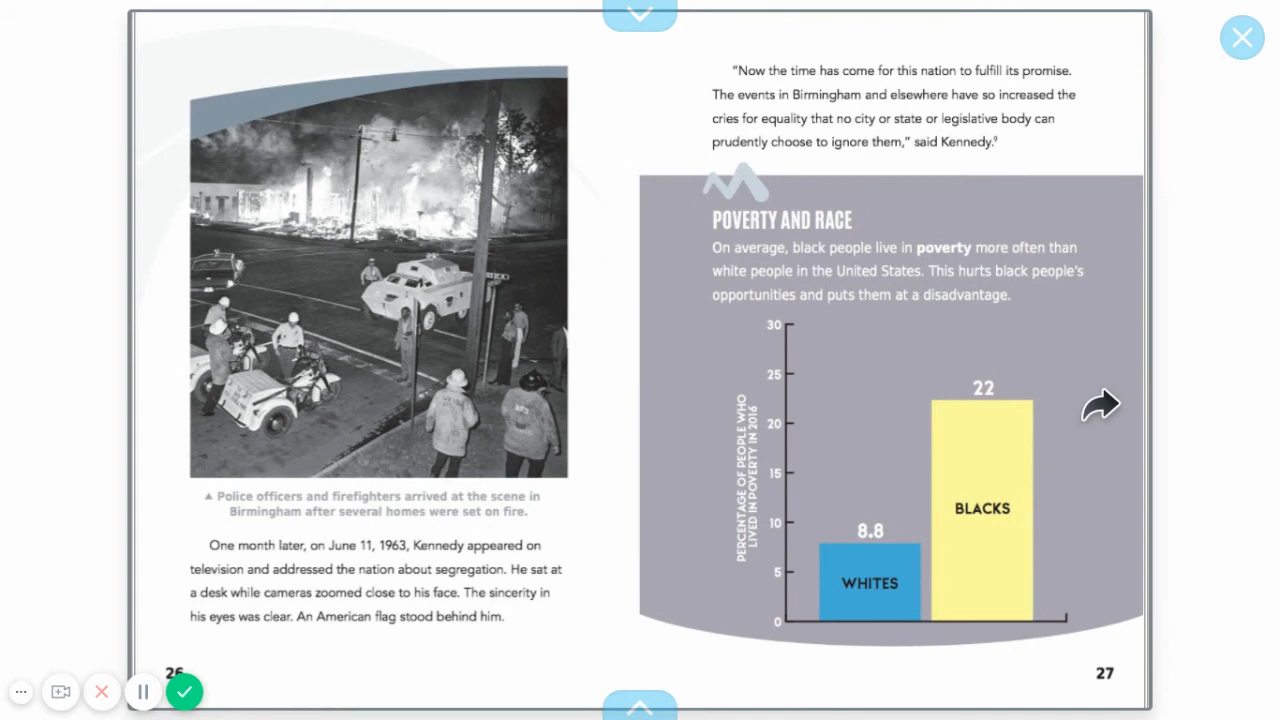 ▲ Police officers and firefighters arrived at the scene in
Birmingham after several homes were set on fire.
One month later, on June 11, 1963, Kennedy appeared on
television and addressed the nation about segregation. He sat at
a desk while cameras zoomed close to his face. The sincerity in
his eyes was clear. An American flag stood behind him.
26
“Now the time has come for this nation to fulfill its promise.
The events in Birmingham and elsewhere have so increased the
cries for equality that no city or state or legislative body can
prudently choose to ignore them,” said Kennedy.⁹
POVERTY AND RACE
On average, black people live in poverty more often than
white people in the United States. This hurts black people’s
opportunities and puts them at a disadvantage.
PERCENTAGE OF PEOPLE WHO
LIVED IN POVERTY IN 2016
30
25
20
15
10
5
0
8.8
WHITES
22
BLACKS
27